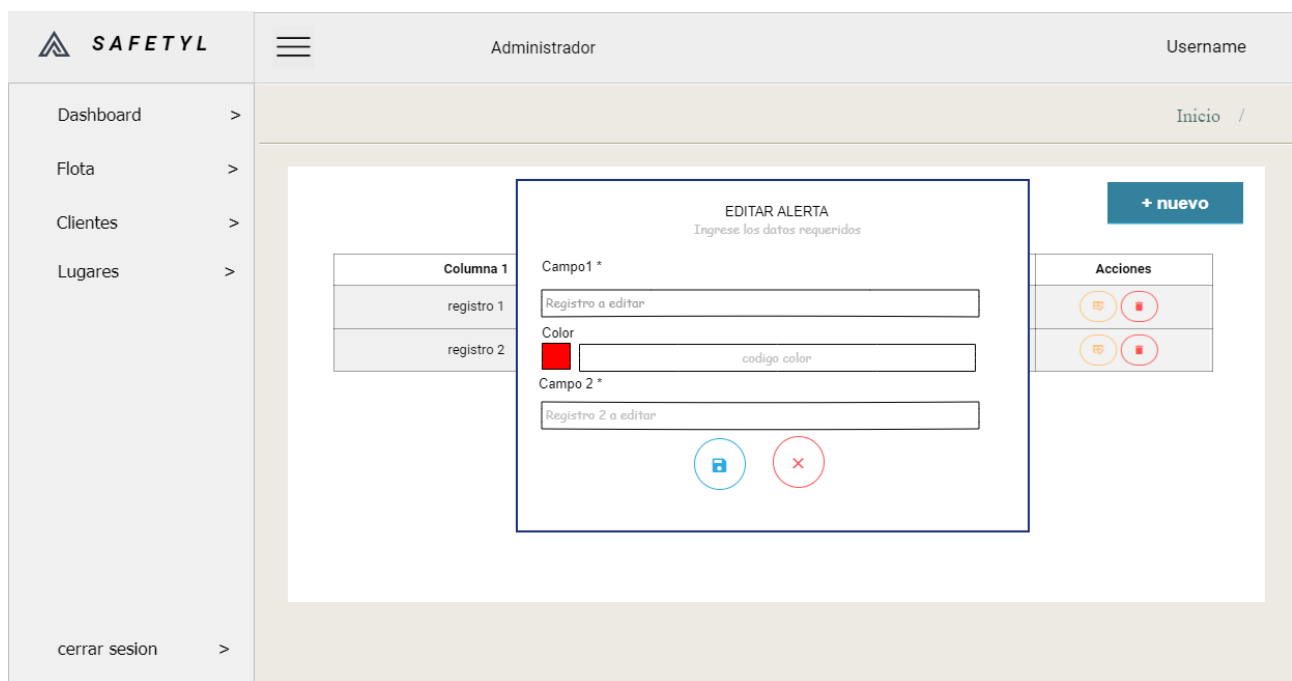 SAFETYL
Administrador
Username
Dashboard >
Inicio /
Flota >
Clientes >
Lugares >
cerrar sesion >
+ nuevo
Columna 1
Acciones
registro 1
registro 2
EDITAR ALERTA
Ingrese los datos requeridos
Campo1 *
Registro a editar
Color
codigo color
Campo 2 *
Registro 2 a editar